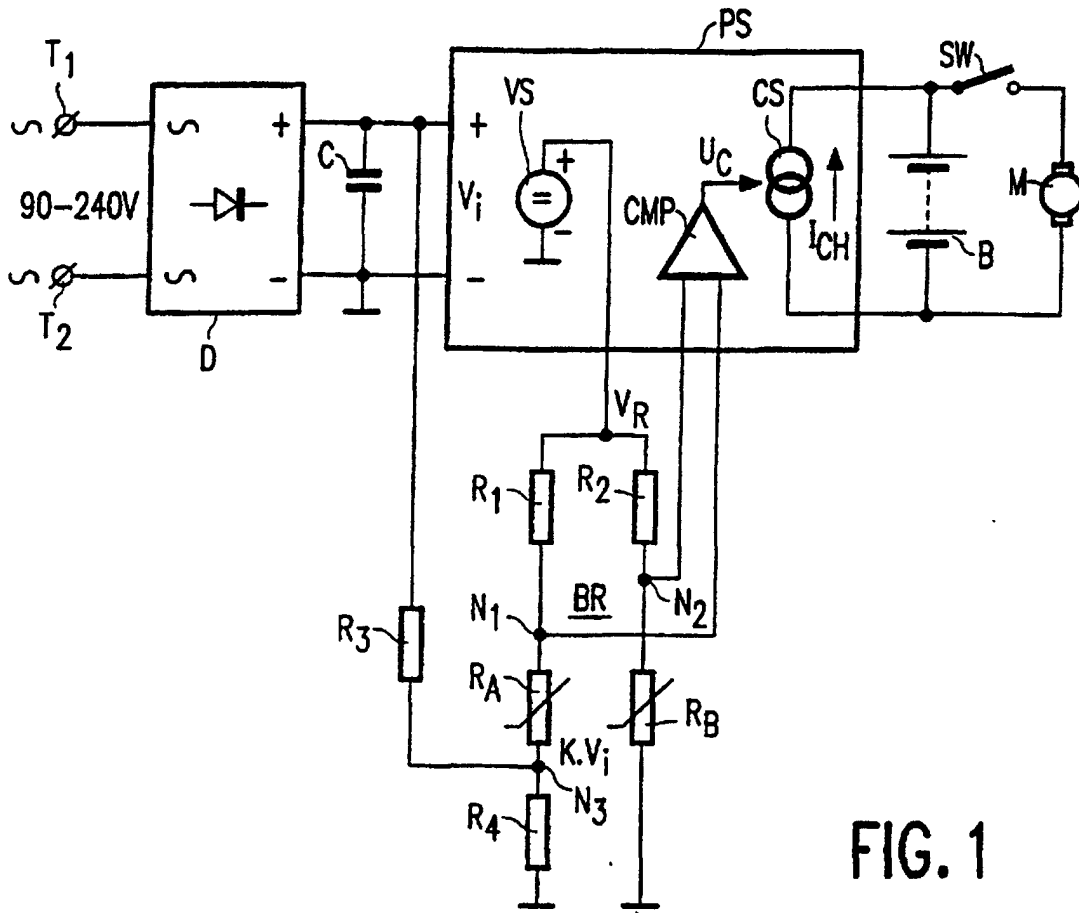 PS
T1
SW
∽
∽
+
C
+
VS
+
CS
UC
90-240V
Vi
=
CMP
M
ICH
B
∽
∽
-
-
-
T2
D
VR
R1
R2
N1
BR
N2
R3
RA
RB
K.Vi
N3
R4
FIG. 1